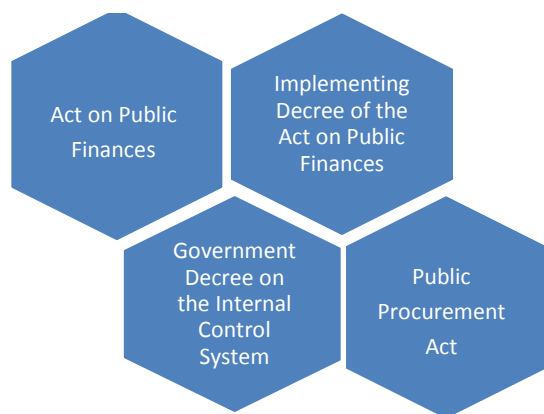 Act on Public
Finances
Implementing
Decree of the
Act on Public
Finances
Government
Decree on
the Internal
Control
System
Public
Procurement
Act